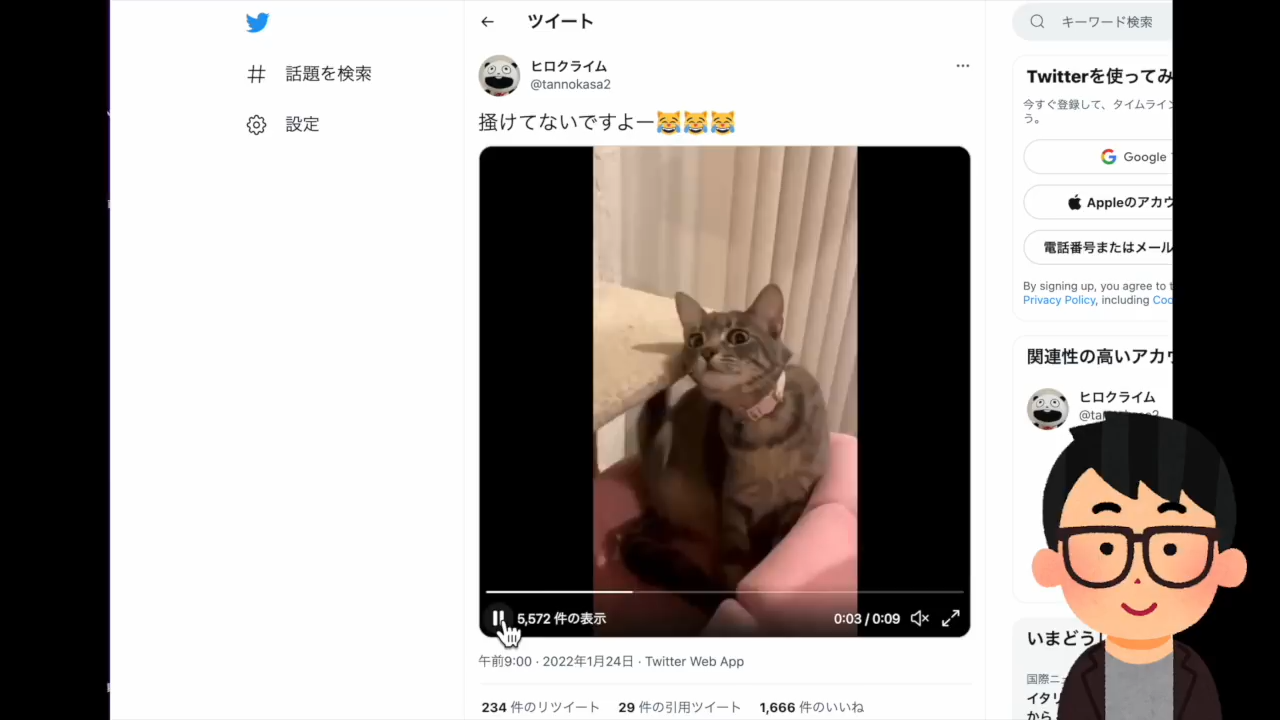 ツイート
キーワード検索
話題を検索
設定
ヒロクライム
@tannokasa2
掻けてないですよー😹😹😹
5,572 件の表示
0:03 / 0:09
午前9:00 · 2022年1月24日 · Twitter Web App
234 件のリツイート 29 件の引用ツイート 1,666 件のいいね
Twitterを使ってみ
今すぐ登録して、タイムライン
う。
Google
Appleのアカウ
電話番号またはメール
By signing up, you agree to t
Privacy Policy, including Coo
関連性の高いアカウ
ヒロクライム
いまどうし
国際ニュ
イタリ
から